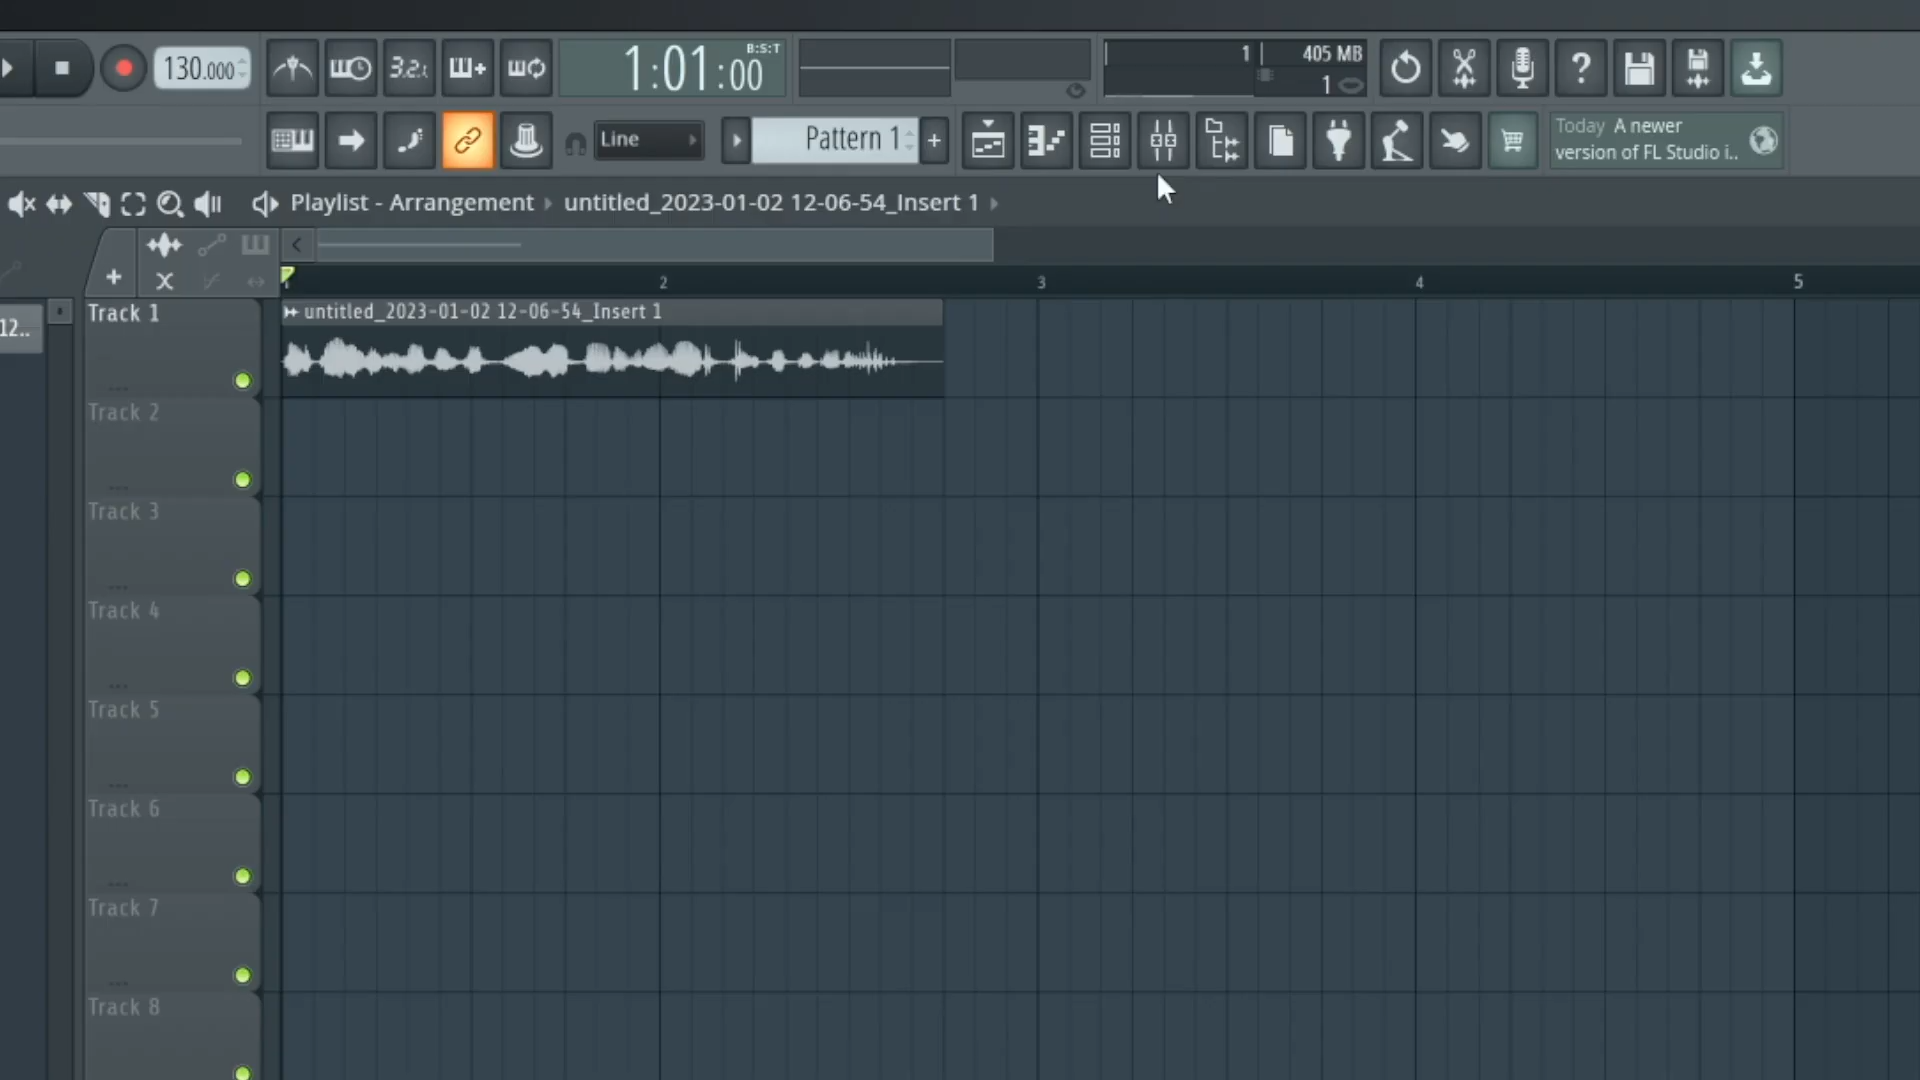 130.000
3.2.1
1:01:00
B:S:T
1
405 MB
1
Line
Pattern 1
Today A newer
version of FL Studio i..
Playlist - Arrangement
untitled_2023-01-02 12-06-54_Insert 1
2
3
4
5
12..
Track 1
untitled_2023-01-02 12-06-54_Insert 1
Track 2
Track 3
Track 4
Track 5
Track 6
Track 7
Track 8